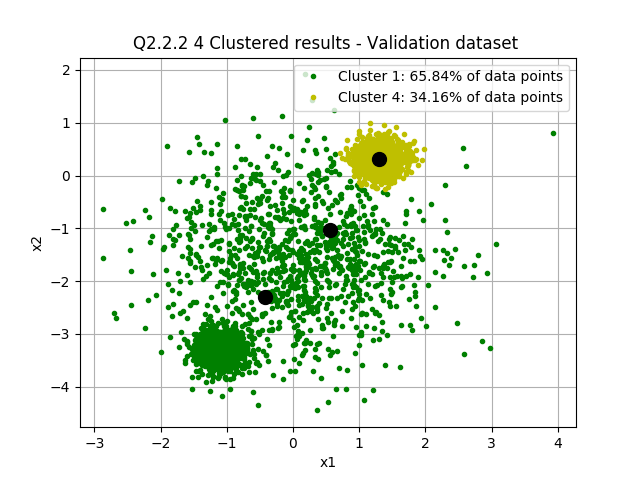 Q2.2.2 4 Clustered results - Validation dataset
Cluster 1: 65.84% of data points
Cluster 4: 34.16% of data points
2
1
0
−1
−2
−3
−4
x2
−3 −2 −1 0 1 2 3 4
x1